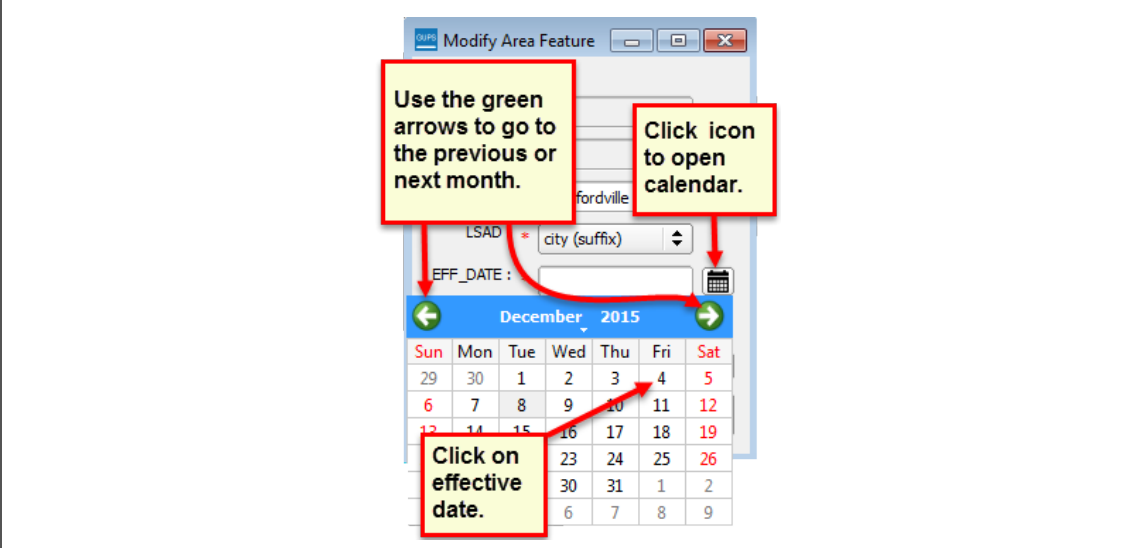 GUPS Modify Area Feature
Use the green
arrows to go to
the previous or
next month.
Click icon
to open
calendar.
fordville
LSAD * city (suffix)
EFF_DATE :
December 2015
Sun Mon Tue Wed Thu Fri Sat
29 30 1 2 3 4 5
6 7 8 9 10 11 12
13 14 15 16 17 18 19
23 24 25 26
30 31 1 2
6 7 8 9
Click on
effective
date.